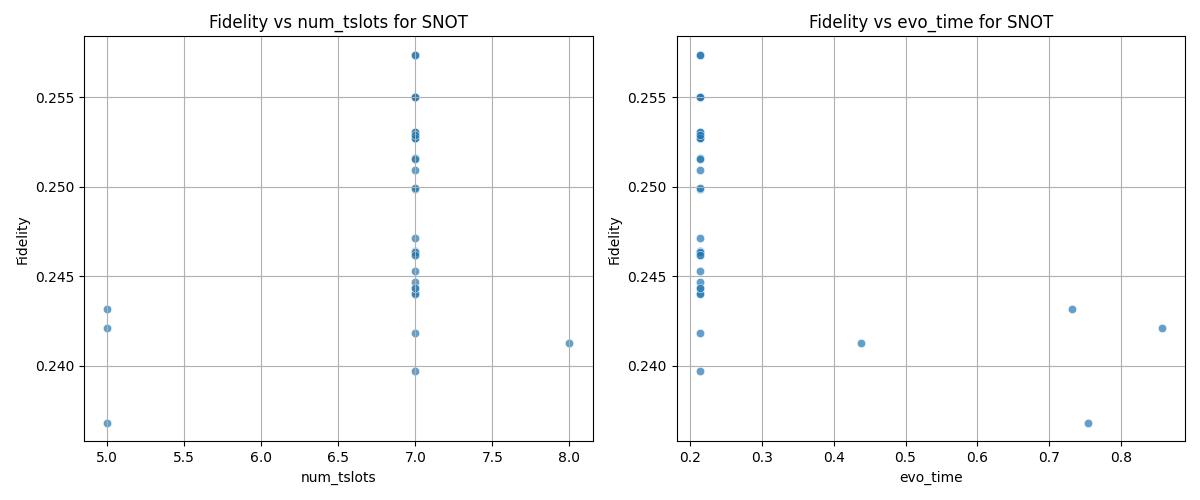 Fidelity vs num_tslots for SNOT
Fidelity
0.255
0.250
0.245
0.240
5.0 5.5 6.0 6.5 7.0 7.5 8.0
num_tslots
Fidelity vs evo_time for SNOT
Fidelity
0.255
0.250
0.245
0.240
0.2 0.3 0.4 0.5 0.6 0.7 0.8
evo_time